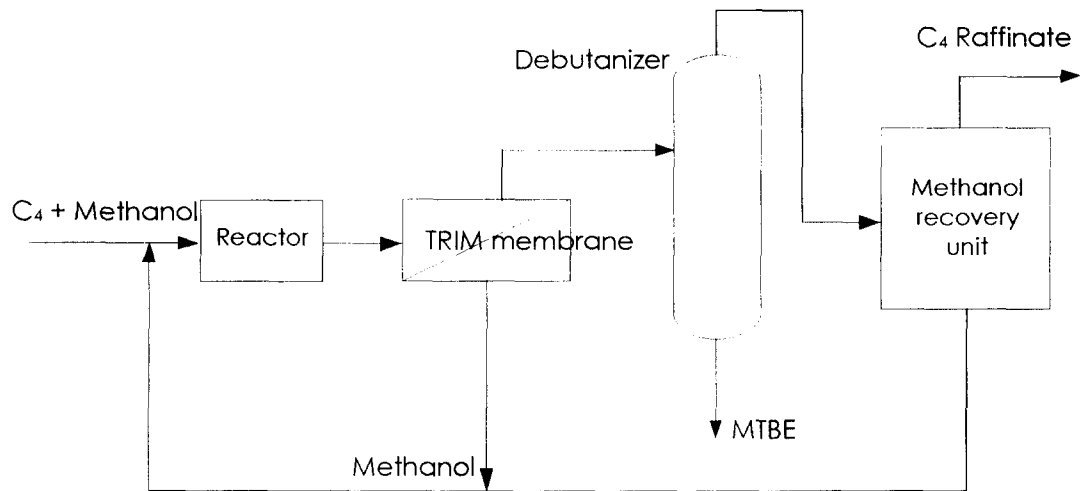 C₄ Raffinate
Debutanizer
Methanol
recovery
unit
C₄ + Methanol
Reactor
TRIM membrane
MTBE
Methanol